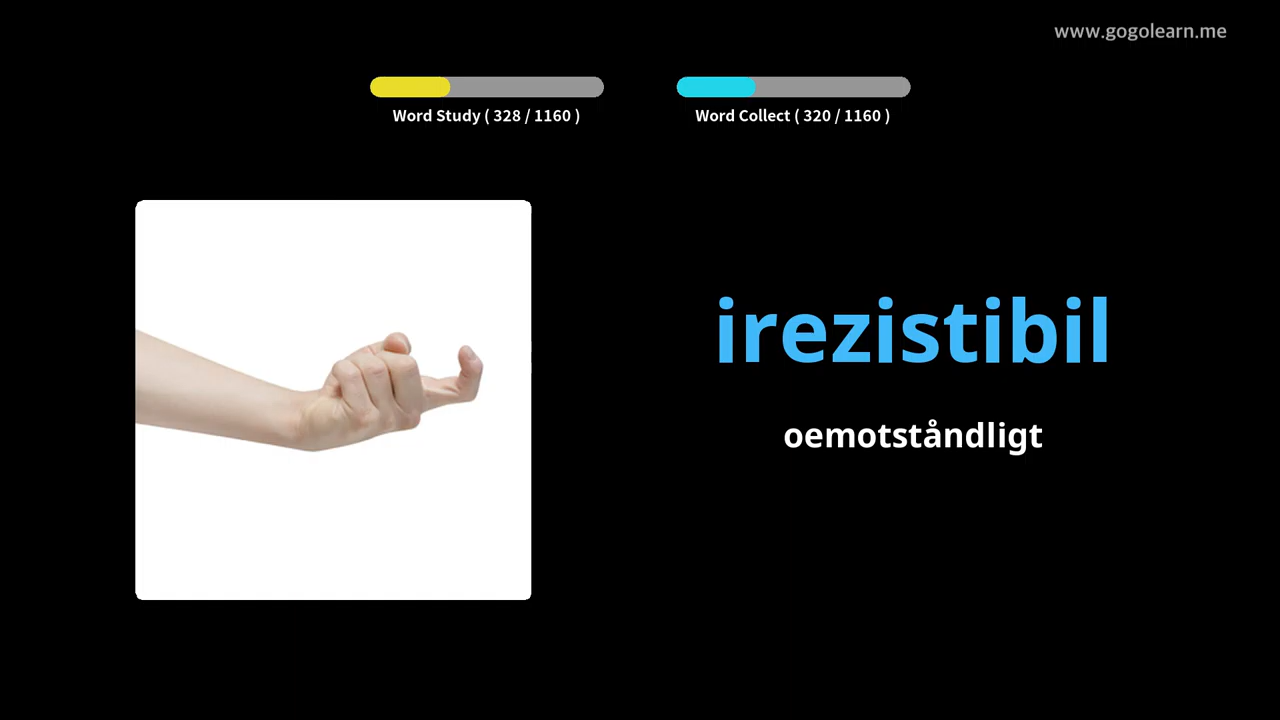 www.gogolearn.me
Word Study ( 328 / 1160 )
Word Collect ( 320 / 1160 )
irezistibil
oemotståndligt